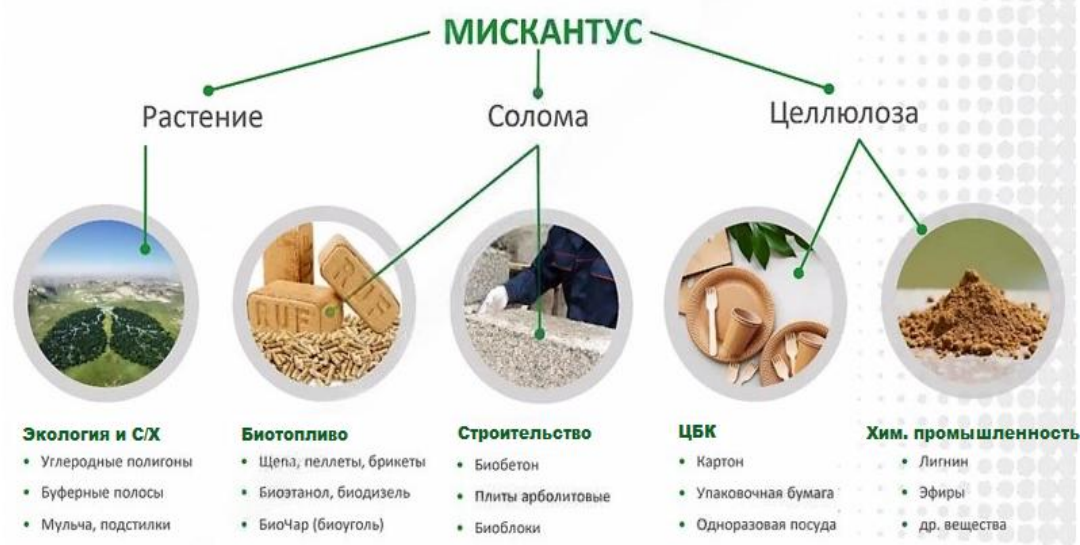 МИСКАНТУС
Растение
Солома
Целлюлоза
RUF
RUF
Экология и С/Х
• Углеродные полигоны
• Буферные полосы
• Мульча, подстилки
Биотопливо
• Щепа, пеллеты, брикеты
• Биоэтанол, биодизель
• БиоЧар (биоуголь)
Строительство
• Биобетон
• Плиты арболитовые
• Биоблоки
ЦБК
• Картон
• Упаковочная бумага
• Одноразовая посуда
Хим. промышленность
• Лигнин
• Эфиры
• др. вещества